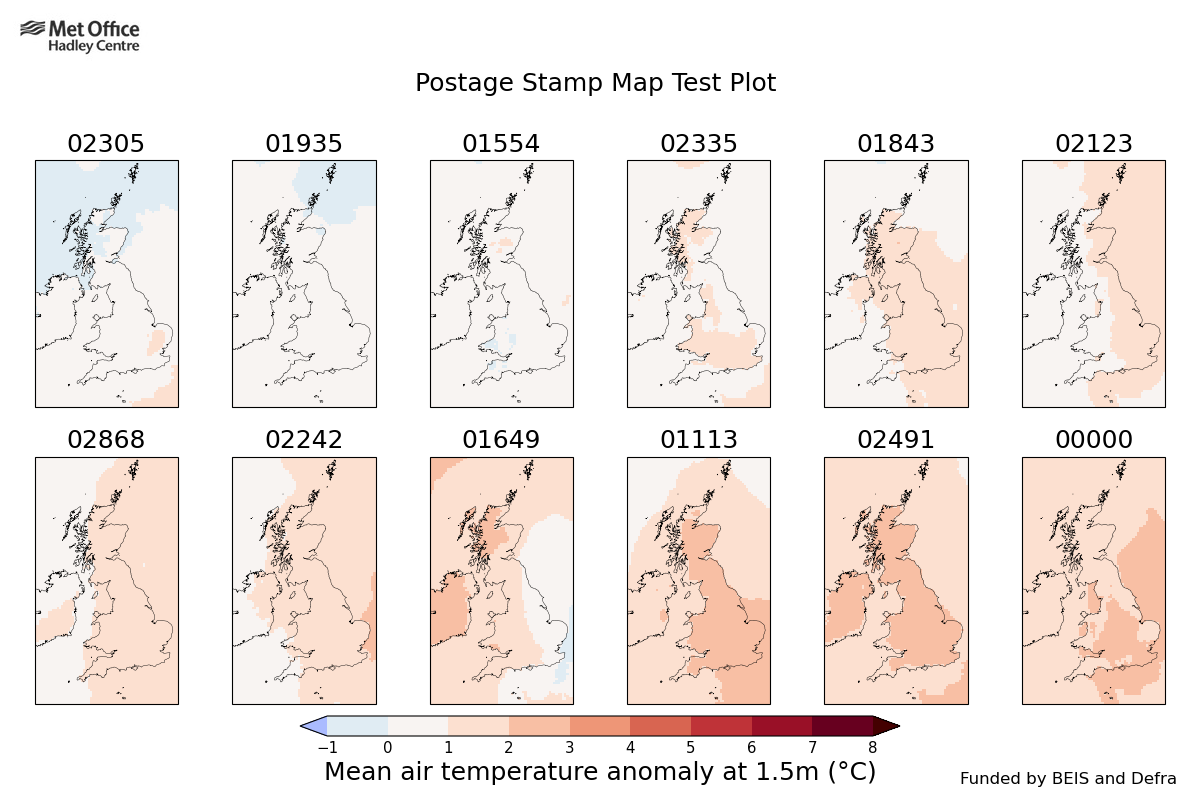 Met Office
Hadley Centre
Postage Stamp Map Test Plot
02305 01935 01554 02335 01843 02123
02868 02242 01649 01113 02491 00000
−1 0 1 2 3 4 5 6 7 8
Mean air temperature anomaly at 1.5m (°C)
Funded by BEIS and Defra